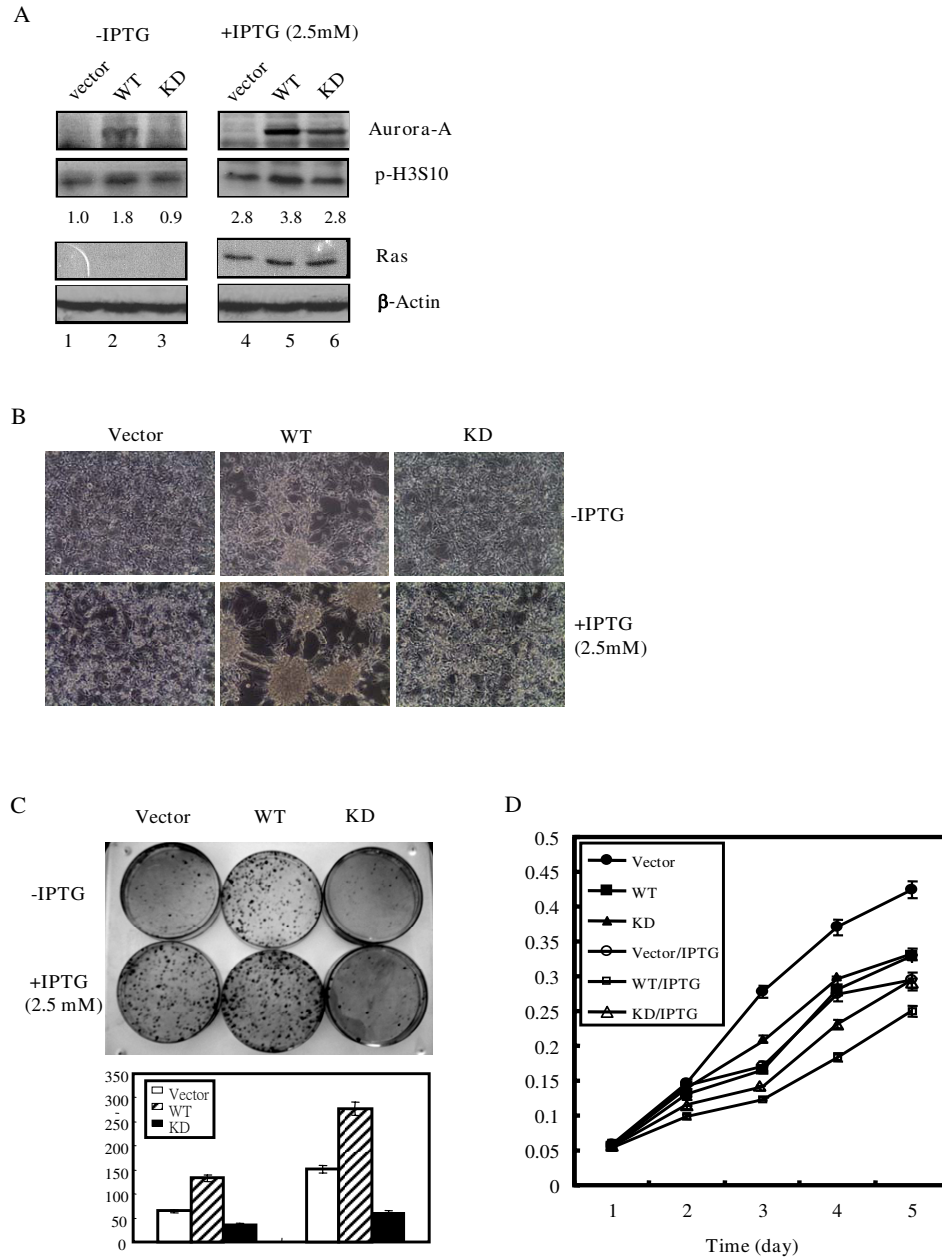 A
-IPTG
+IPTG (2.5mM)
vector
WT
KD
vector
WT
KD
Aurora-A
p-H3S10
1.0 1.8 0.9 2.8 3.8 2.8
Ras
β-Actin
1 2 3 4 5 6
B
Vector WT KD
-IPTG
+IPTG
(2.5mM)
C
Vector WT KD
-IPTG
+IPTG
(2.5 mM)
350
300
250
200
150
100
50
0
Vector
WT
KD
D
0.5
0.45
0.4
0.35
0.3
0.25
0.2
0.15
0.1
0.05
0
Vector
WT
KD
Vector/IPTG
WT/IPTG
KD/IPTG
1 2 3 4 5
Time (day)